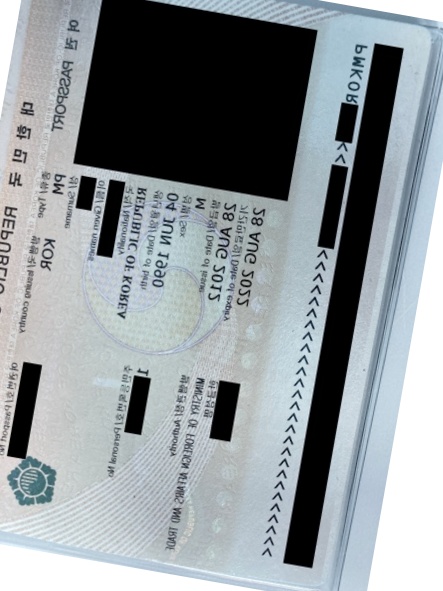 여권 PASSPORT
대한민국 REPUBLIC
종류/ Type 발행국/ Issuing country 여권번호/ Passport No.
PM KOR
성/ Surname
이름/ Given names
국적/ Nationality
REPUBLIC OF KOREA
생년월일/ Date of birth 주민등록번호/ Personal No.
04 JUN 1990 1
성별/ Sex
M
발급일/ Date of issue 발행관청/ Authority
28 AUG 2012 MINISTRY OF FOREIGN AFFAIRS AND TRADE
기간만료일/ Date of expiry 한글성명
28 AUG 2022
PMKOR <<  <<<<<<<<<<<<<<<<<<<<<<<<